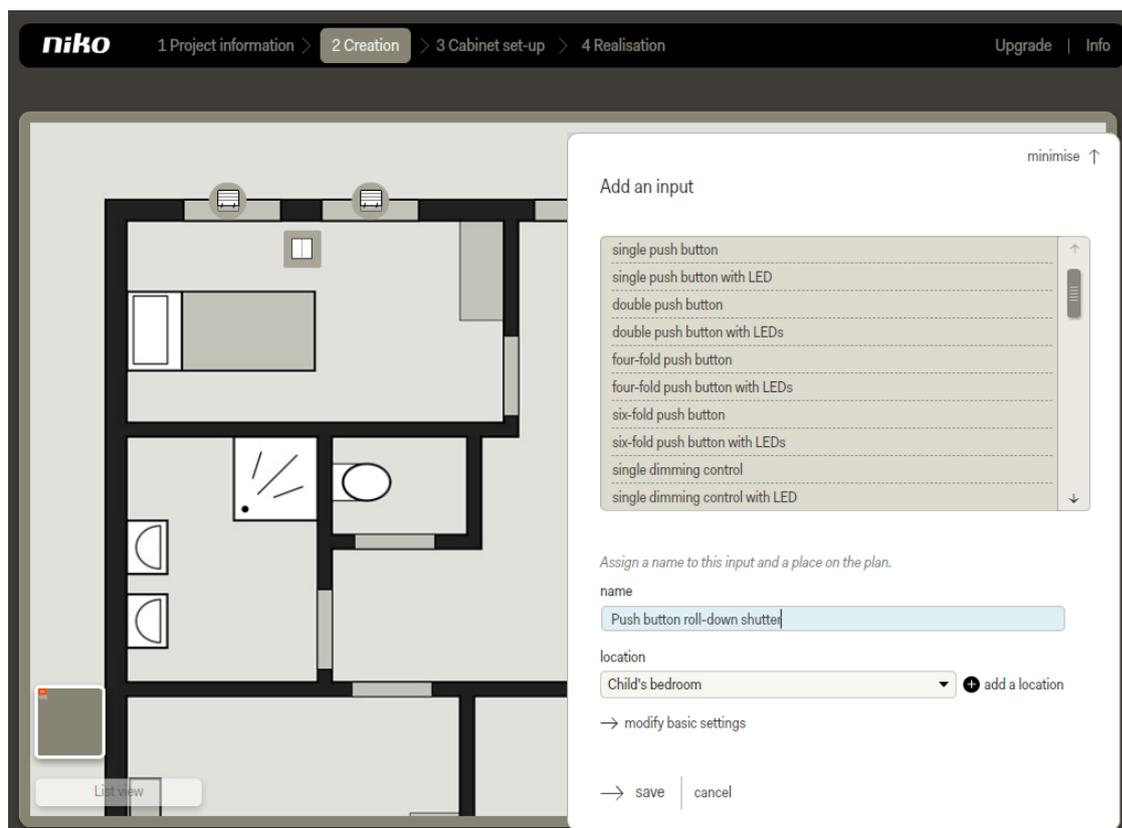 niko
1 Project information
2 Creation
3 Cabinet set-up
4 Realisation
Upgrade | Info
minimise
Add an input
single push button
single push button with LED
double push button
double push button with LEDs
four-fold push button
four-fold push button with LEDs
six-fold push button
six-fold push button with LEDs
single dimming control
single dimming control with LED
Assign a name to this input and a place on the plan.
name
Push button roll-down shutter
location
Child's bedroom
add a location
modify basic settings
List view
save
cancel